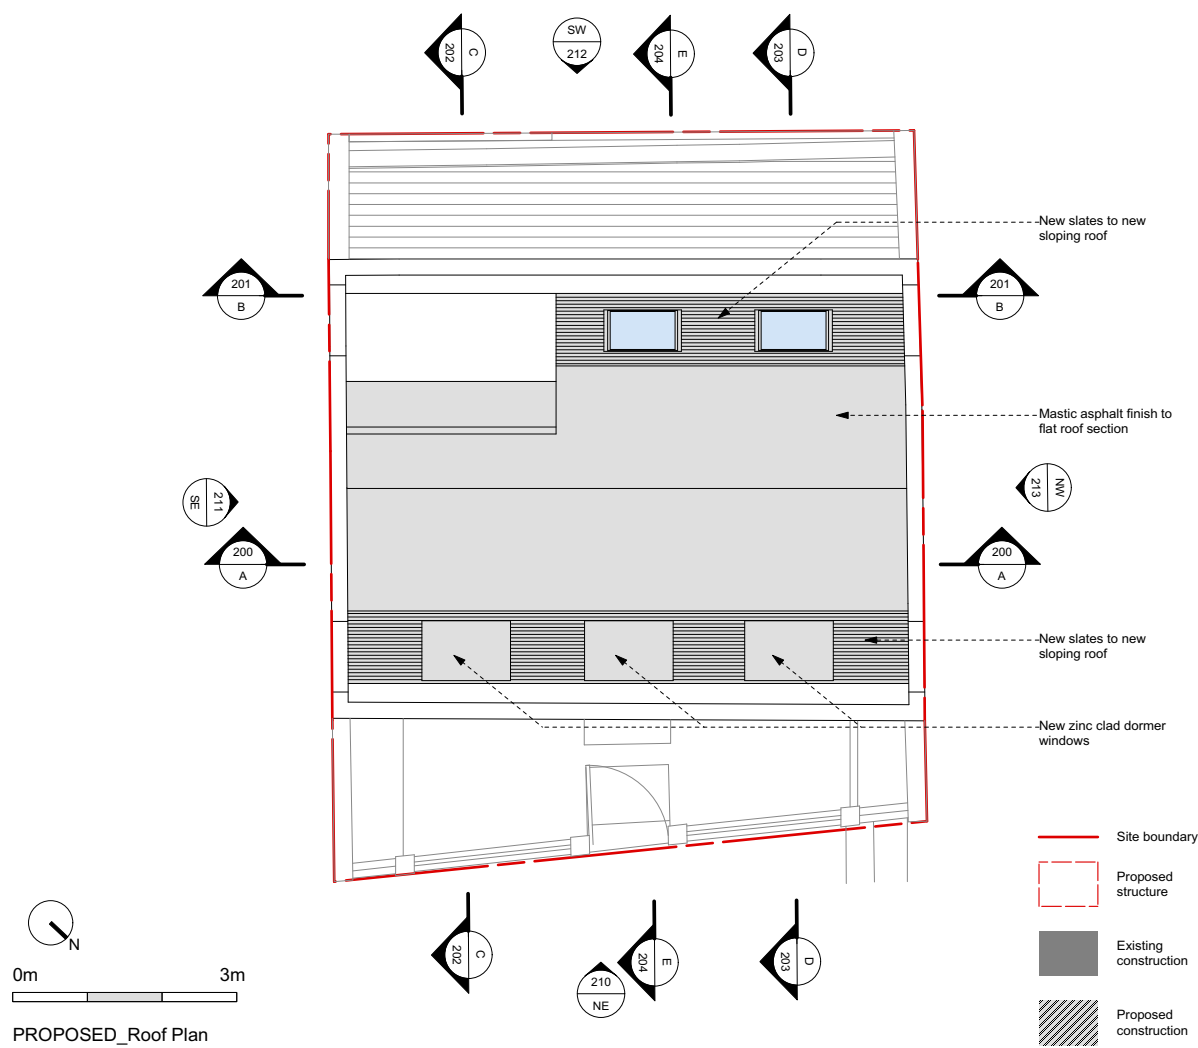 C
202
SW
212
E
204
D
203
New slates to new
sloping roof
201
B
201
B
Mastic asphalt finish to
flat roof section
211
SE
NW
213
200
A
200
A
New slates to new
sloping roof
New zinc clad dormer
windows
Site boundary
Proposed
structure
Existing
construction
Proposed
construction
C
202
E
204
D
203
210
NE
N
0m 3m
PROPOSED_Roof Plan